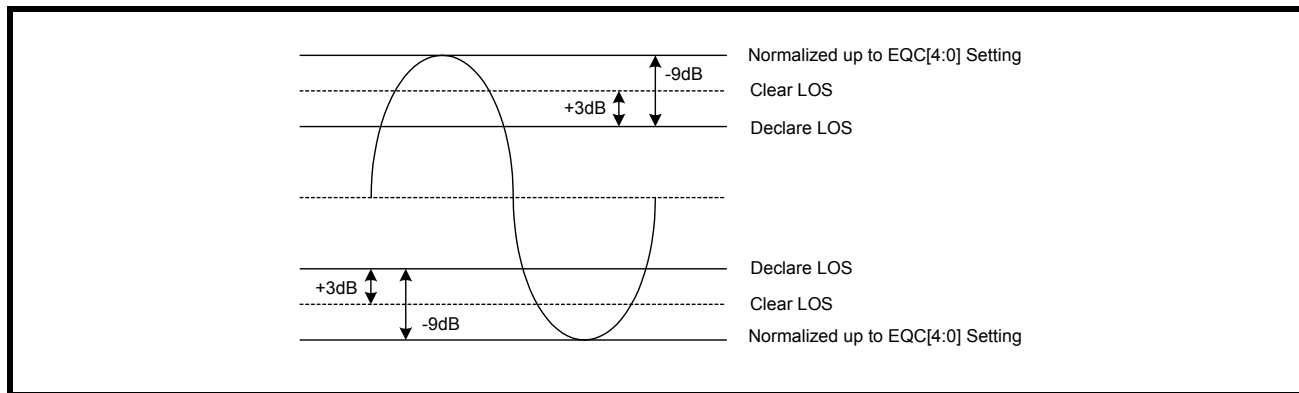 Normalized up to EQC[4:0] Setting
-9dB
Clear LOS
+3dB
Declare LOS
Declare LOS
+3dB
Clear LOS
-9dB
Normalized up to EQC[4:0] Setting